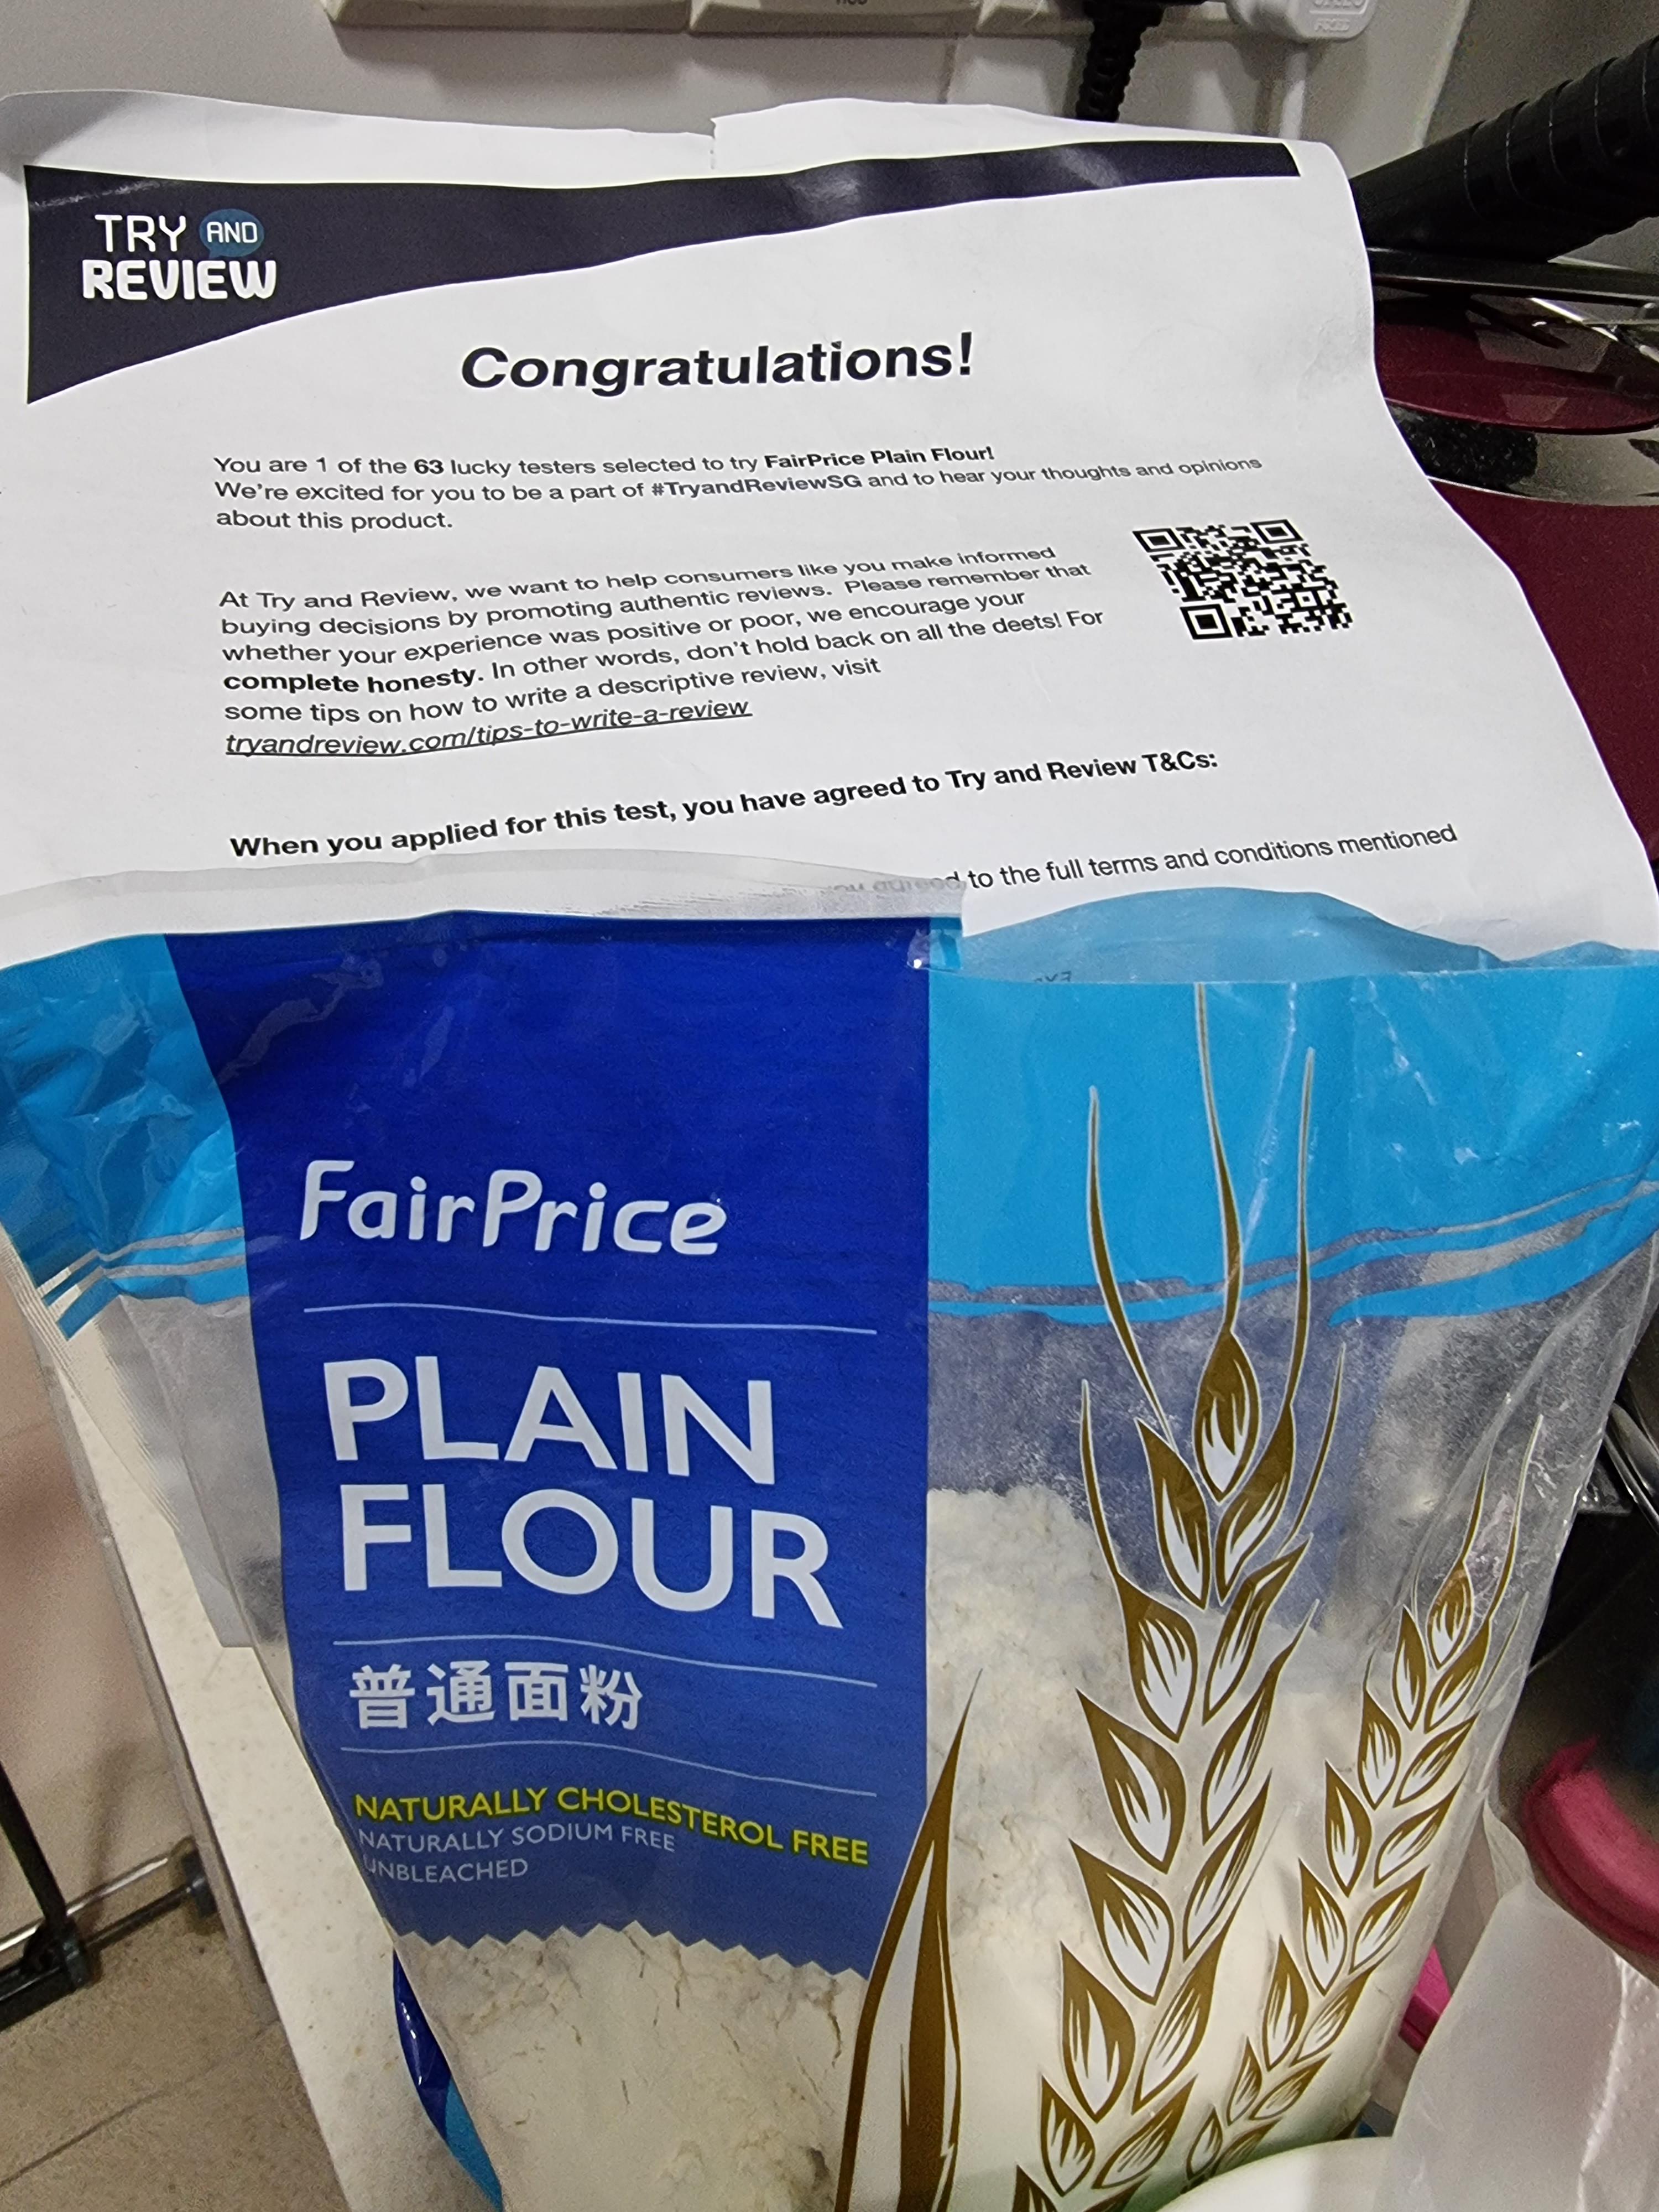 TRY AND
REVIEW
Congratulations!
You are 1 of the 63 lucky testers selected to try FairPrice Plain Flour!
We're excited for you to be a part of #TryandReviewSG and to hear your thoughts and opinions
about this product.
At Try and Review, we want to help consumers like you make informed
buying decisions by promoting authentic reviews. Please remember that
whether your experience was positive or poor, we encourage your
complete honesty. In other words, don't hold back on all the deets! For
some tips on how to write a descriptive review, visit
tryandreview.com/tips-to-write-a-review
When you applied for this test, you have agreed to Try and Review T&Cs:
you agreed to the full terms and conditions mentioned
FairPrice
PLAIN
FLOUR
普通面粉
NATURALLY CHOLESTEROL FREE
NATURALLY SODIUM FREE
UNBLEACHED